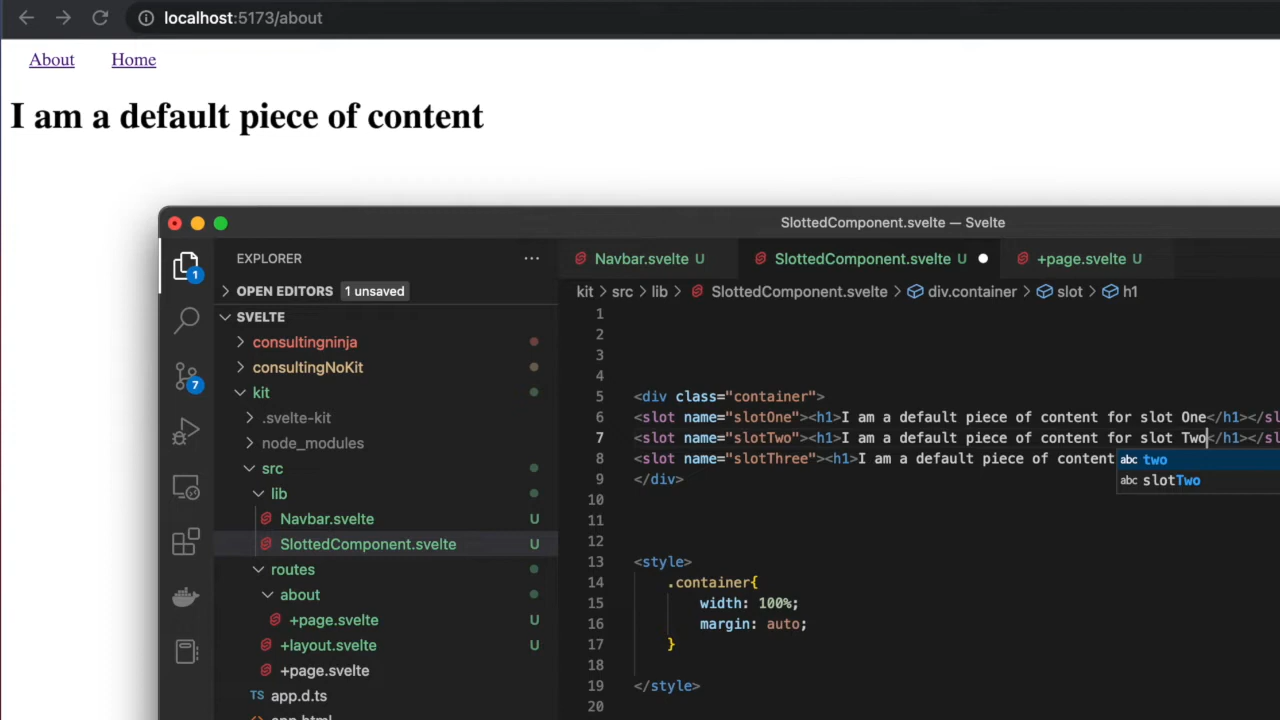 localhost:5173/about
About Home
I am a default piece of content
SlottedComponent.svelte — Svelte
EXPLORER ...
Navbar.svelte U SlottedComponent.svelte U +page.svelte U
OPEN EDITORS 1 unsaved
kit > src > lib > SlottedComponent.svelte > div.container > slot > h1
SVELTE
consultingninja
consultingNoKit
kit
.svelte-kit
node_modules
src
lib
Navbar.svelte U
SlottedComponent.svelte U
routes
about
+page.svelte U
+layout.svelte U
+page.svelte
TS app.d.ts
app.html
1
7
1
2
3
4
5 <div class="container">
6 <slot name="slotOne"><h1>I am a default piece of content for slot One</h1></sl
7 <slot name="slotTwo"><h1>I am a default piece of content for slot Two</h1></sl
8 <slot name="slotThree"><h1>I am a default piece of content
abc two
abc slotTwo
9 </div>
10
11
12
13 <style>
14 .container{
15 width: 100%;
16 margin: auto;
17 }
18
19 </style>
20